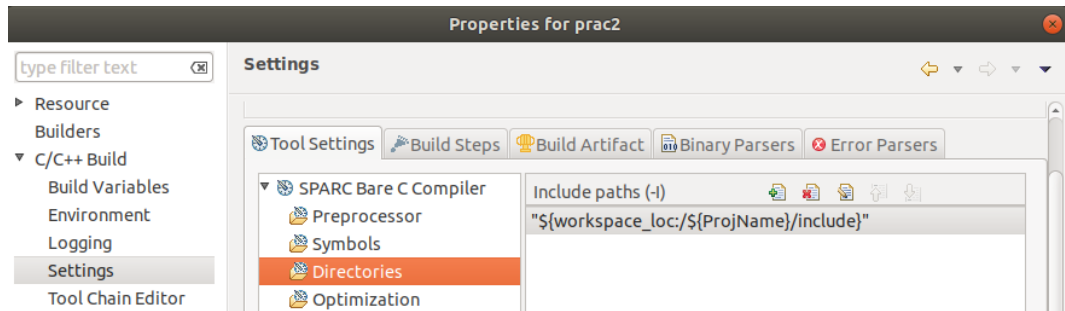 Properties for prac2
type filter text
Settings
Resource
Builders
C/C++ Build
Build Variables
Environment
Logging
Settings
Tool Chain Editor
Tool Settings
Build Steps
Build Artifact
Binary Parsers
Error Parsers
SPARC Bare C Compiler
Preprocessor
Symbols
Directories
Optimization
Include paths (-I)
"${workspace_loc:/${ProjName}/include}"